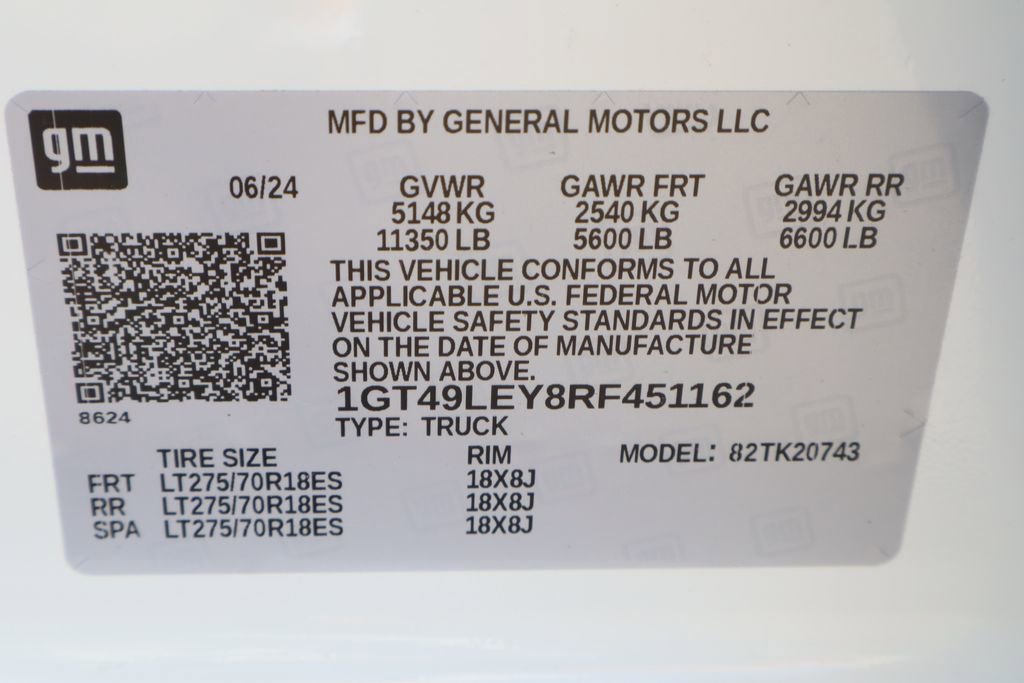 gm
MFD BY GENERAL MOTORS LLC
06/24 GVWR GAWR FRT GAWR RR
5148 KG 2540 KG 2994 KG
11350 LB 5600 LB 6600 LB
THIS VEHICLE CONFORMS TO ALL
APPLICABLE U.S. FEDERAL MOTOR
VEHICLE SAFETY STANDARDS IN EFFECT
ON THE DATE OF MANUFACTURE
SHOWN ABOVE.
1GT49LEY8RF451162
8624
TYPE: TRUCK
TIRE SIZE RIM MODEL: 82TK20743
FRT LT275/70R18ES 18X8J
RR LT275/70R18ES 18X8J
SPA LT275/70R18ES 18X8J